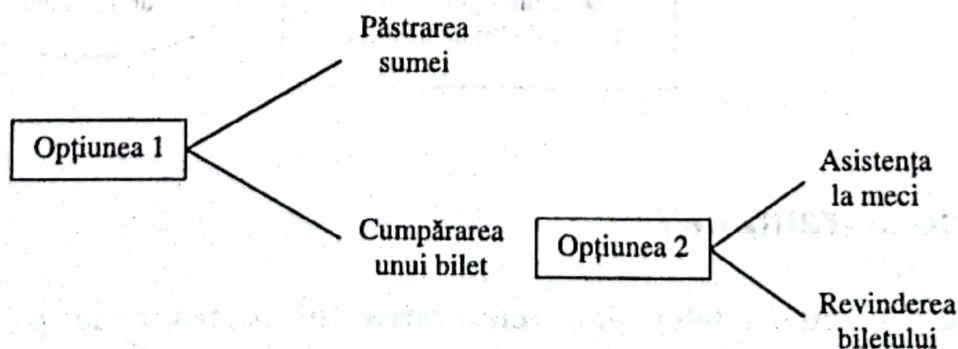 Păstrarea
sumei
Opțiunea 1
Cumpărarea
unui bilet
Opțiunea 2
Asistența
la meci
Revinderea
biletului